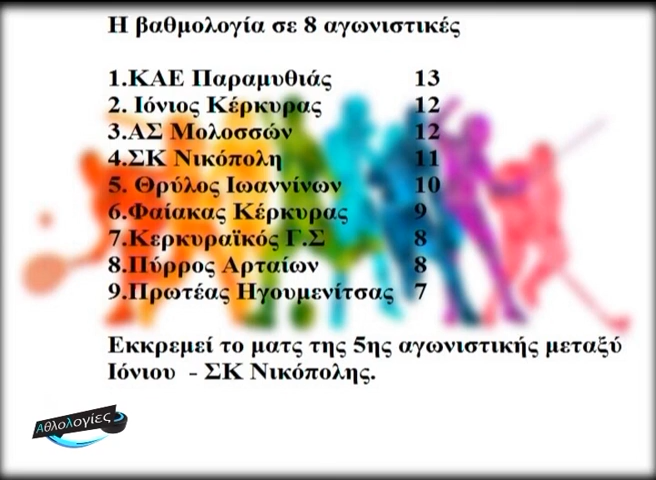 Η βαθμολογία σε 8 αγωνιστικές
1.ΚΑΕ Παραμυθιάς 13
2. Ιόνιος Κέρκυρας 12
3.ΑΣ Μολοσσών 12
4.ΣΚ Νικόπολη 11
5. Θρύλος Ιωαννίνων 10
6.Φαίακας Κέρκυρας 9
7.Κερκυραϊκός Γ.Σ 8
8.Πύρρος Αρταίων 8
9.Πρωτέας Ηγουμενίτσας 7
Εκκρεμεί το ματς της 5ης αγωνιστικής μεταξύ
Ιόνιου - ΣΚ Νικόπολης.
Αθλολογίες